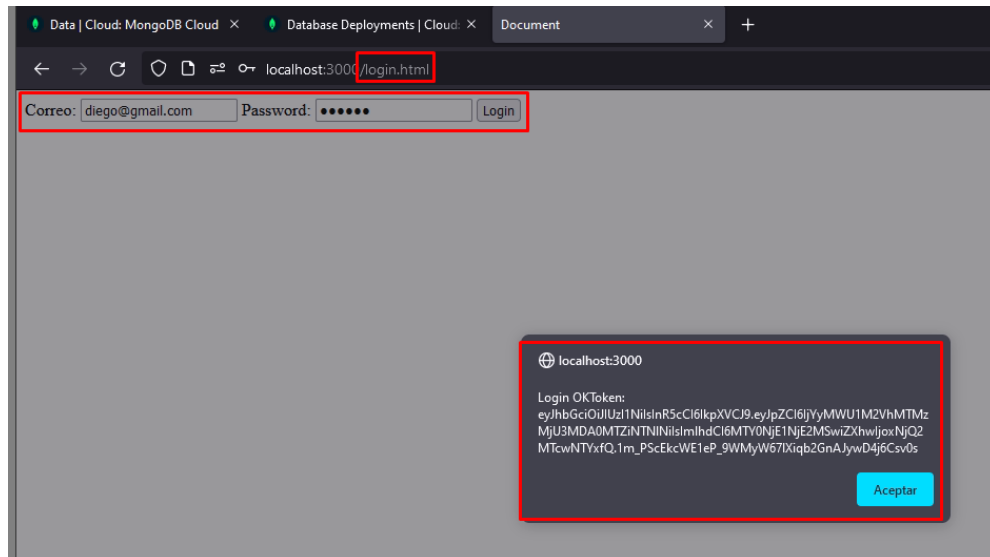 Data | Cloud: MongoDB Cloud
Database Deployments | Cloud:
Document
localhost:3000/login.html
Correo: diego@gmail.com Password: •••••• Login
localhost:3000
Login OKToken:
eyJhbGciOiJIUzI1NiIsInR5cCI6IkpXVCJ9.eyJpZCI6IjYyMWU1M2VhMTMz
MjU3MDA0MTZiNTNlNiIsImlhdCI6MTY0NjE1NjE2MSwiZXhwIjoxNjQ2
MTcwNTYxfQ.1m_PScEkcWE1eP_9WMyW67lXiqb2GnAJywD4j6Csv0s
Aceptar